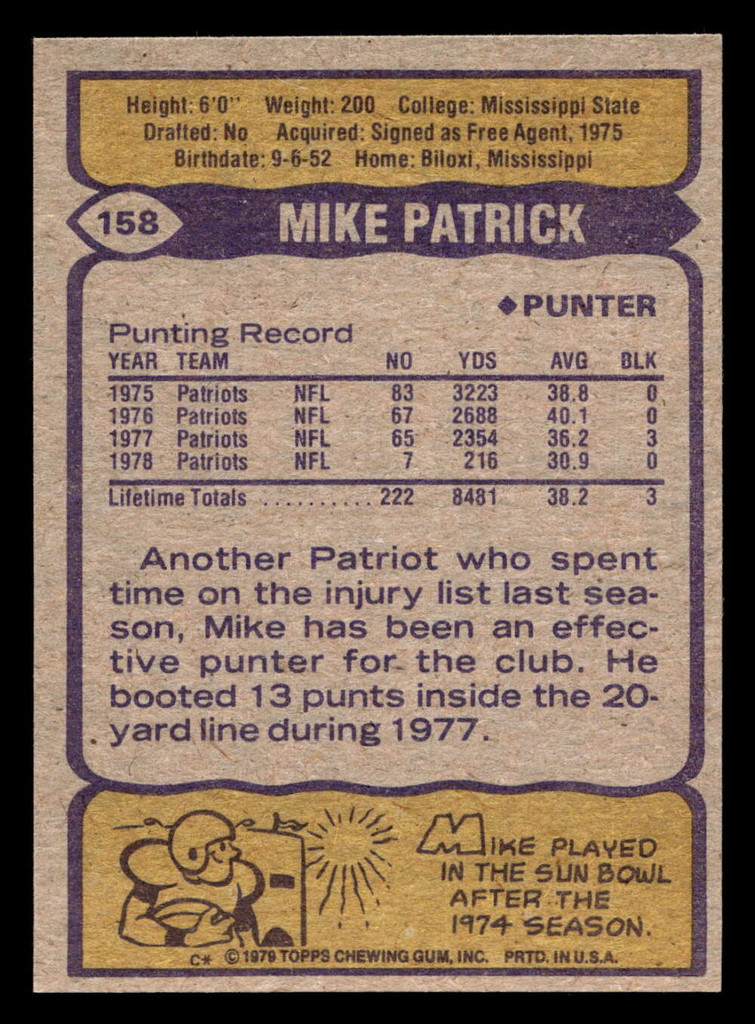 Height: 6'0" Weight: 200 College: Mississippi State
Drafted: No Acquired: Signed as Free Agent, 1975
Birthdate: 9-6-52 Home: Biloxi, Mississippi
158 MIKE PATRICK
◆PUNTER
Punting Record
YEAR TEAM NO YDS AVG BLK
1975 Patriots NFL 83 3223 38.8 0
1976 Patriots NFL 67 2688 40.1 0
1977 Patriots NFL 65 2354 36.2 3
1978 Patriots NFL 7 216 30.9 0
Lifetime Totals .......... 222 8481 38.2 3
Another Patriot who spent
time on the injury list last sea-
son, Mike has been an effec-
tive punter for the club. He
booted 13 punts inside the 20-
yard line during 1977.
MIKE PLAYED
IN THE SUN BOWL
AFTER THE
1974 SEASON.
C* © 1979 TOPPS CHEWING GUM, INC. PRTD. IN U.S.A.